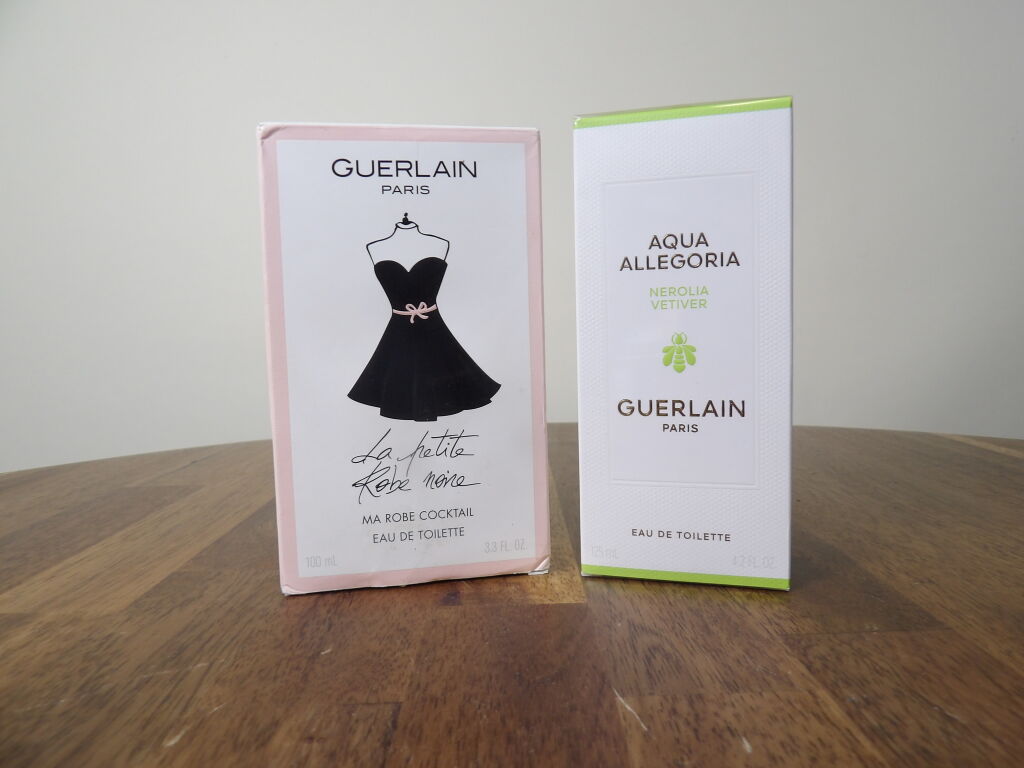 GUERLAIN
PARIS
La petite
Robe noire
MA ROBE COCKTAIL
EAU DE TOILETTE
100 mL
3.3 FL. OZ.
AQUA
ALLEGORIA
NEROLIA
VETIVER
GUERLAIN
PARIS
EAU DE TOILETTE
125 mL
4.2 FL. OZ.